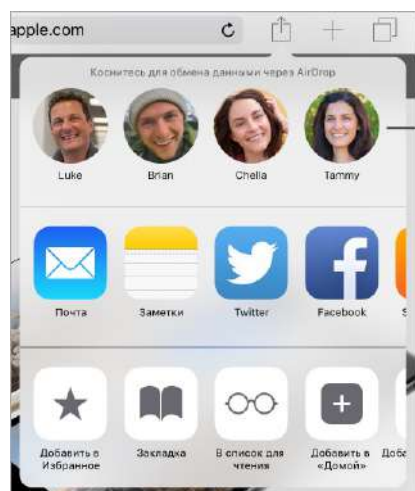 apple.com
Коснитесь для обмена данными через AirDrop
Luke
Brian
Chella
Tammy
Почта
Заметки
Twitter
Facebook
S
Добавить в
Избранное
Закладка
В список для
чтения
Добавить в
«Домой»
Доба